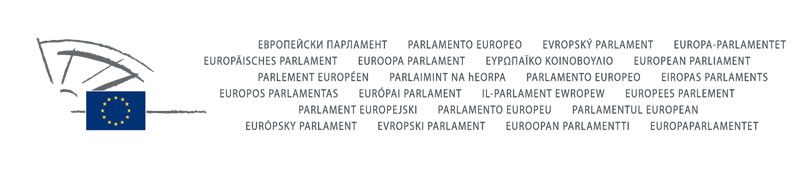 ЕВРОПЕЙСКИ ПАРЛАМЕНТ PARLAMENTO EUROPEO EVROPSKÝ PARLAMENT EUROPA-PARLAMENTET
EUROPÄISCHES PARLAMENT EUROOPA PARLAMENT ΕΥΡΩΠΑΪΚΟ ΚΟΙΝΟΒΟΥΛΙΟ EUROPEAN PARLIAMENT
PARLEMENT EUROPÉEN PARLAIMINT NA hEORPA PARLAMENTO EUROPEO EIROPAS PARLAMENTS
EUROPOS PARLAMENTAS EURÓPAI PARLAMENT IL-PARLAMENT EWROPEW EUROPEES PARLEMENT
PARLAMENT EUROPEJSKI PARLAMENTO EUROPEU PARLAMENTUL EUROPEAN
EURÓPSKY PARLAMENT EVROPSKI PARLAMENT EUROOPAN PARLAMENTTI EUROPAPARLAMENTET